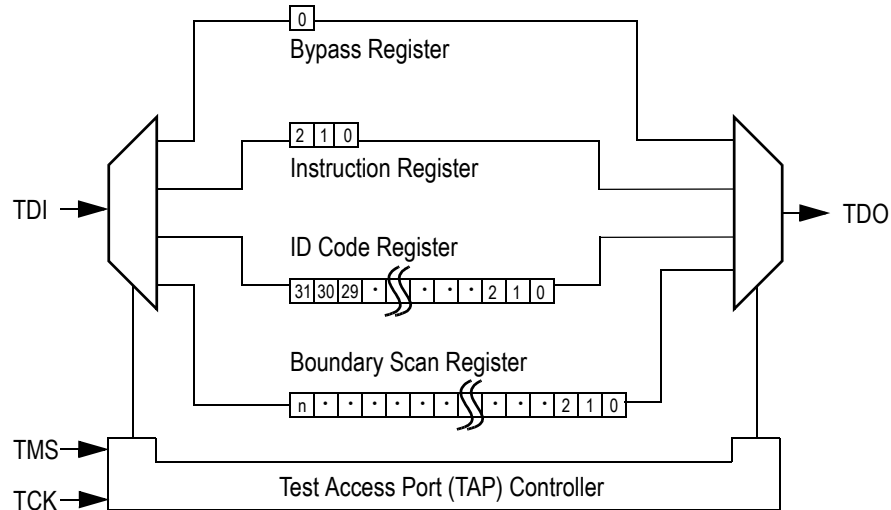 0
Bypass Register
2 1 0
Instruction Register
TDI
TDO
ID Code Register
31 30 29 · · · · 2 1 0
Boundary Scan Register
n · · · · · · · · · 2 1 0
TMS
Test Access Port (TAP) Controller
TCK